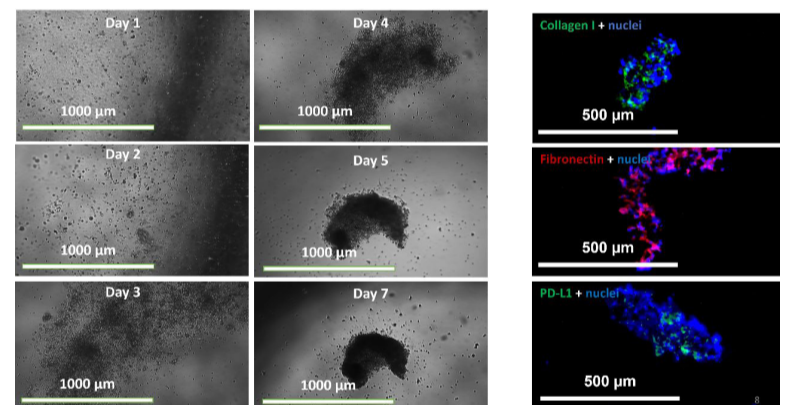 Day 1
1000 µm
Day 2
1000 µm
Day 3
1000 µm
Day 4
1000 µm
Day 5
1000 µm
Day 7
1000 µm
Collagen I + nuclei
500 µm
Fibronectin + nuclei
500 µm
PD-L1 + nuclei
500 µm
8